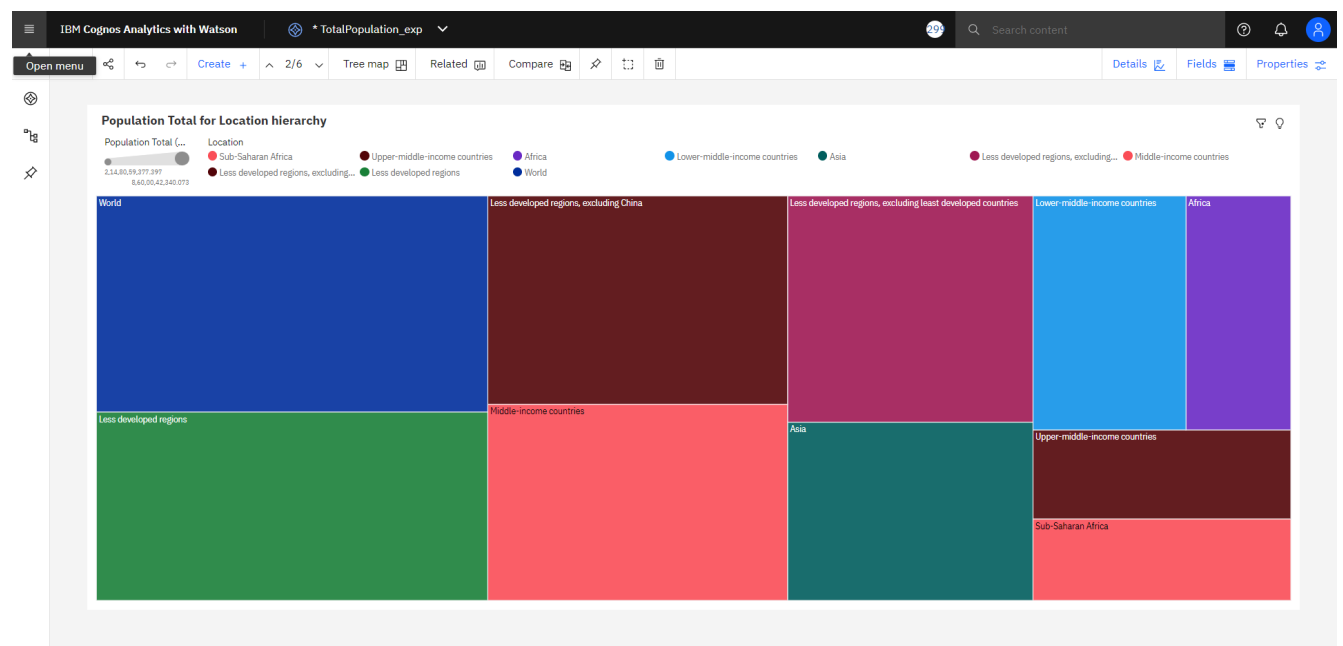 IBM Cognos Analytics with Watson
* TotalPopulation_exp
299
Search content
Open menu
Create +
2/6
Tree map
Related
Compare
Details
Fields
Properties
Population Total for Location hierarchy
Population Total (...
2,14,80,59,377.397
8,60,00,42,340.073
Location
Sub-Saharan Africa
Upper-middle-income countries
Africa
Lower-middle-income countries
Asia
Less developed regions, excluding...
Middle-income countries
Less developed regions, excluding...
Less developed regions
World
World
Less developed regions, excluding China
Less developed regions, excluding least developed countries
Lower-middle-income countries
Africa
Less developed regions
Middle-income countries
Asia
Upper-middle-income countries
Sub-Saharan Africa